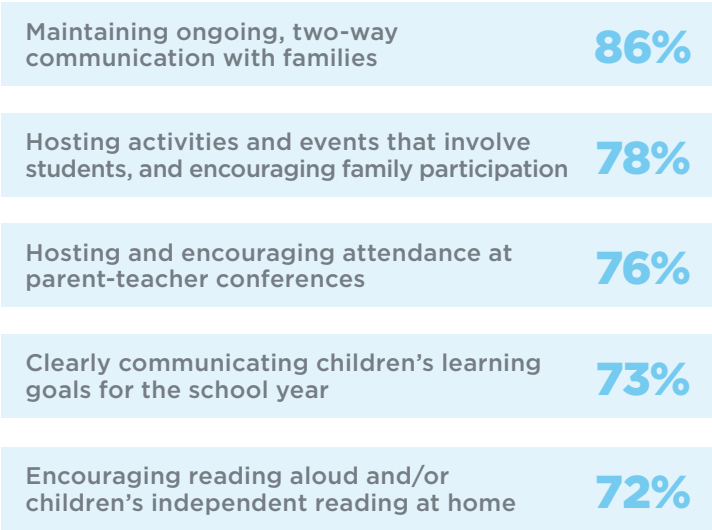 Maintaining ongoing, two-way
communication with families
86%
Hosting activities and events that involve
students, and encouraging family participation
78%
Hosting and encouraging attendance at
parent-teacher conferences
76%
Clearly communicating children’s learning
goals for the school year
73%
Encouraging reading aloud and/or
children’s independent reading at home
72%